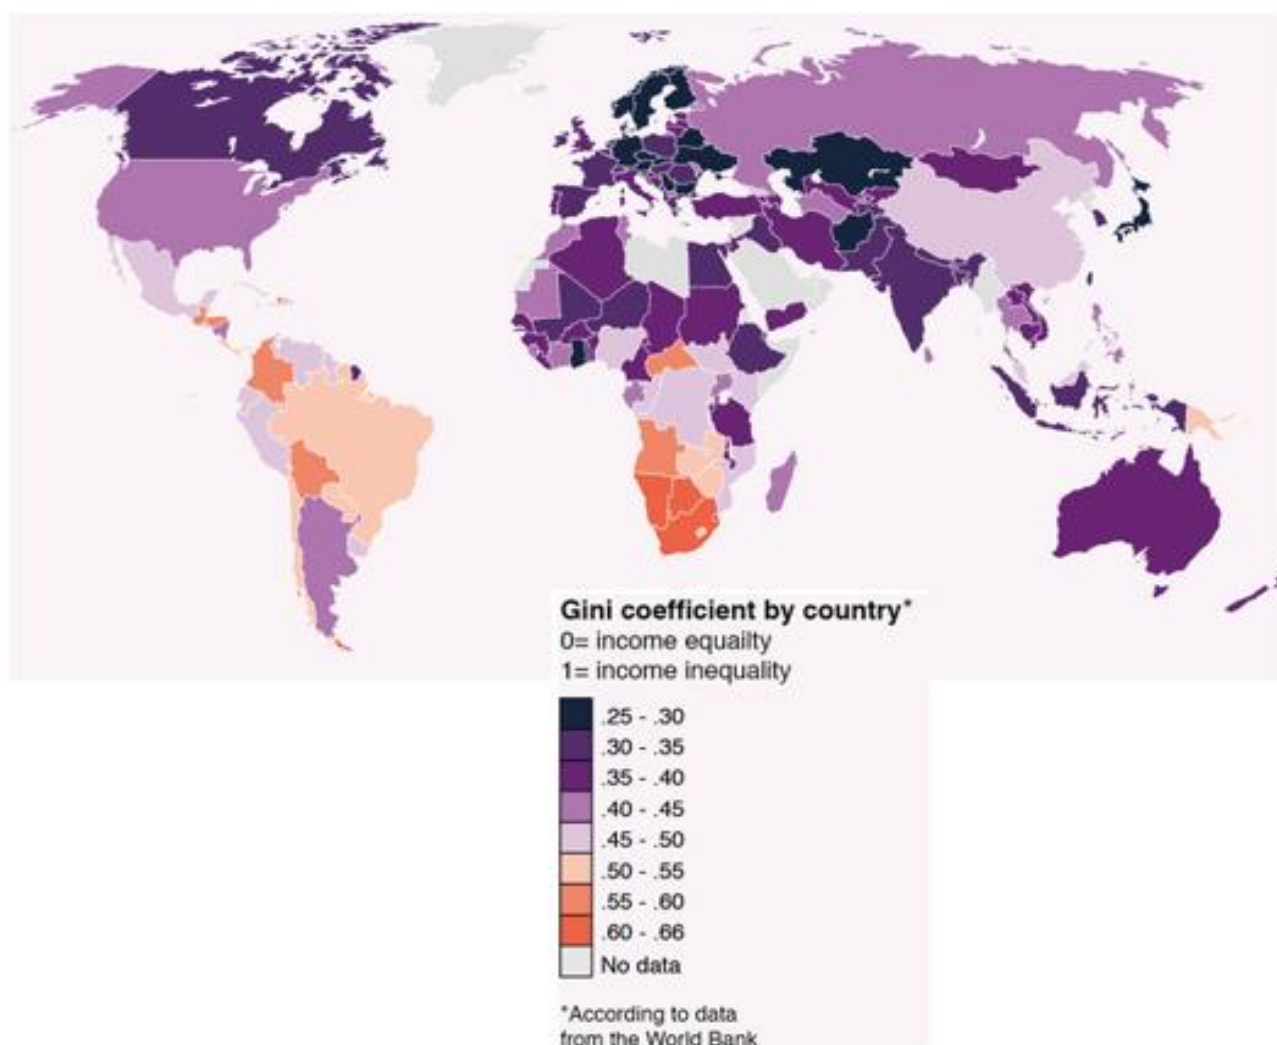 Gini coefficient by country*
0= income equailty
1= income inequality
.25 - .30
.30 - .35
.35 - .40
.40 - .45
.45 - .50
.50 - .55
.55 - .60
.60 - .66
No data
*According to data
from the World Bank